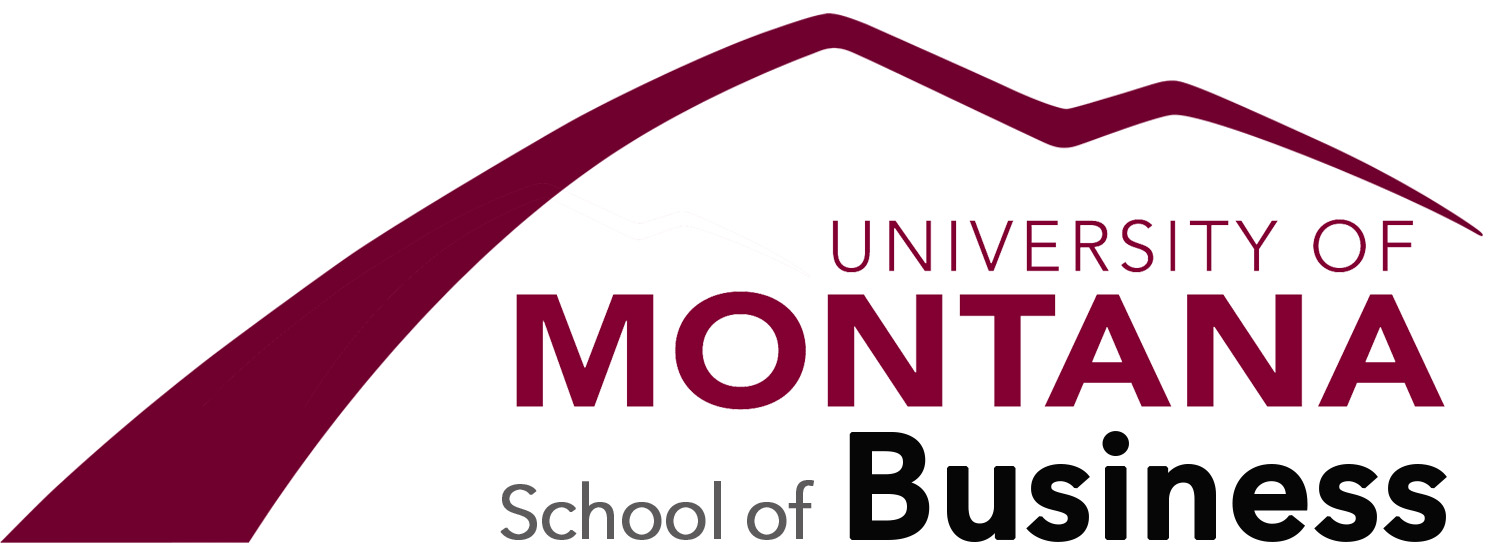 UNIVERSITY OF
MONTANA
School of Business